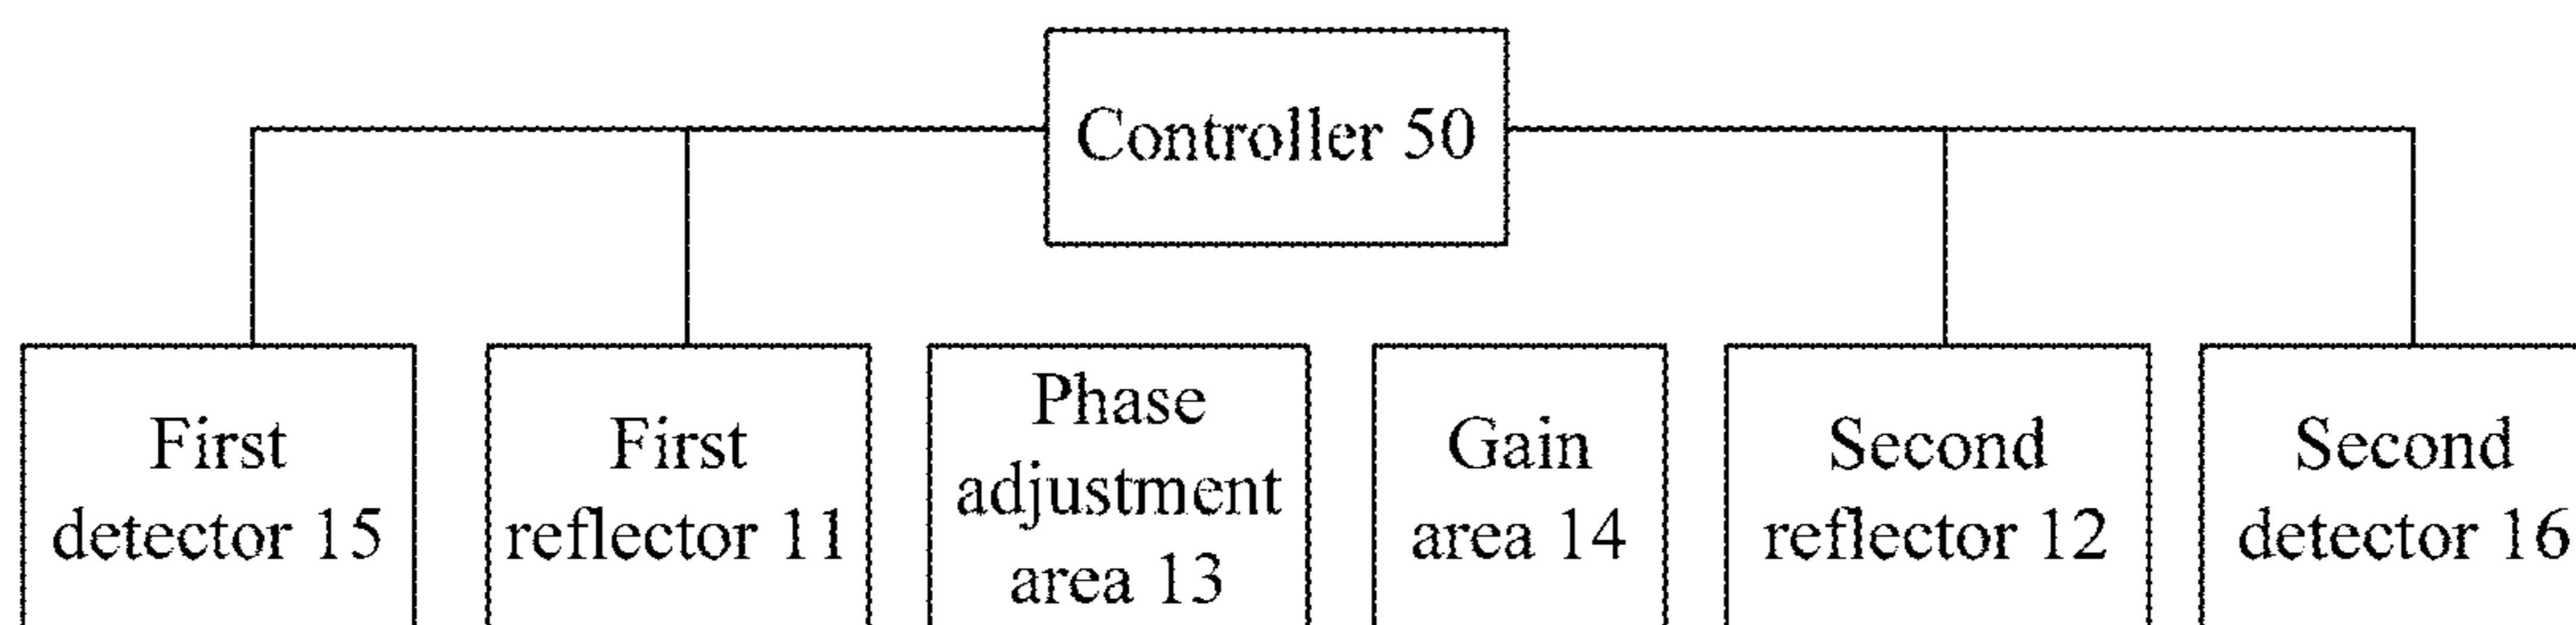 Controller 50
First
detector 15
First
reflector 11
Phase
adjustment
area 13
Gain
area 14
Second
reflector 12
Second
detector 16